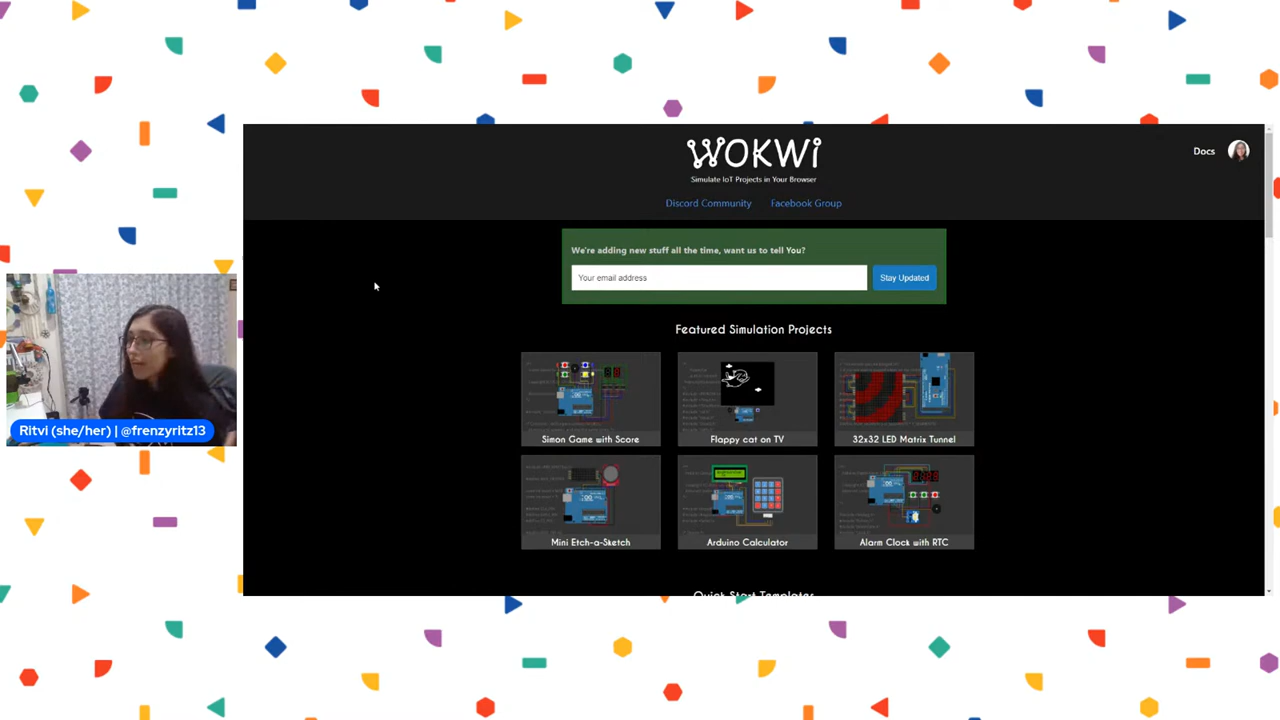 WOKWI
Simulate IoT Projects in Your Browser
Docs
Discord Community
Facebook Group
We're adding new stuff all the time, want us to tell You?
Your email address
Stay Updated
Featured Simulation Projects
Simon Game with Score
Flappy cat on TV
32x32 LED Matrix Tunnel
Mini Etch-a-Sketch
Arduino Calculator
Alarm Clock with RTC
Quick Start Templates
Ritvi (she/her) | @frenzyritz13